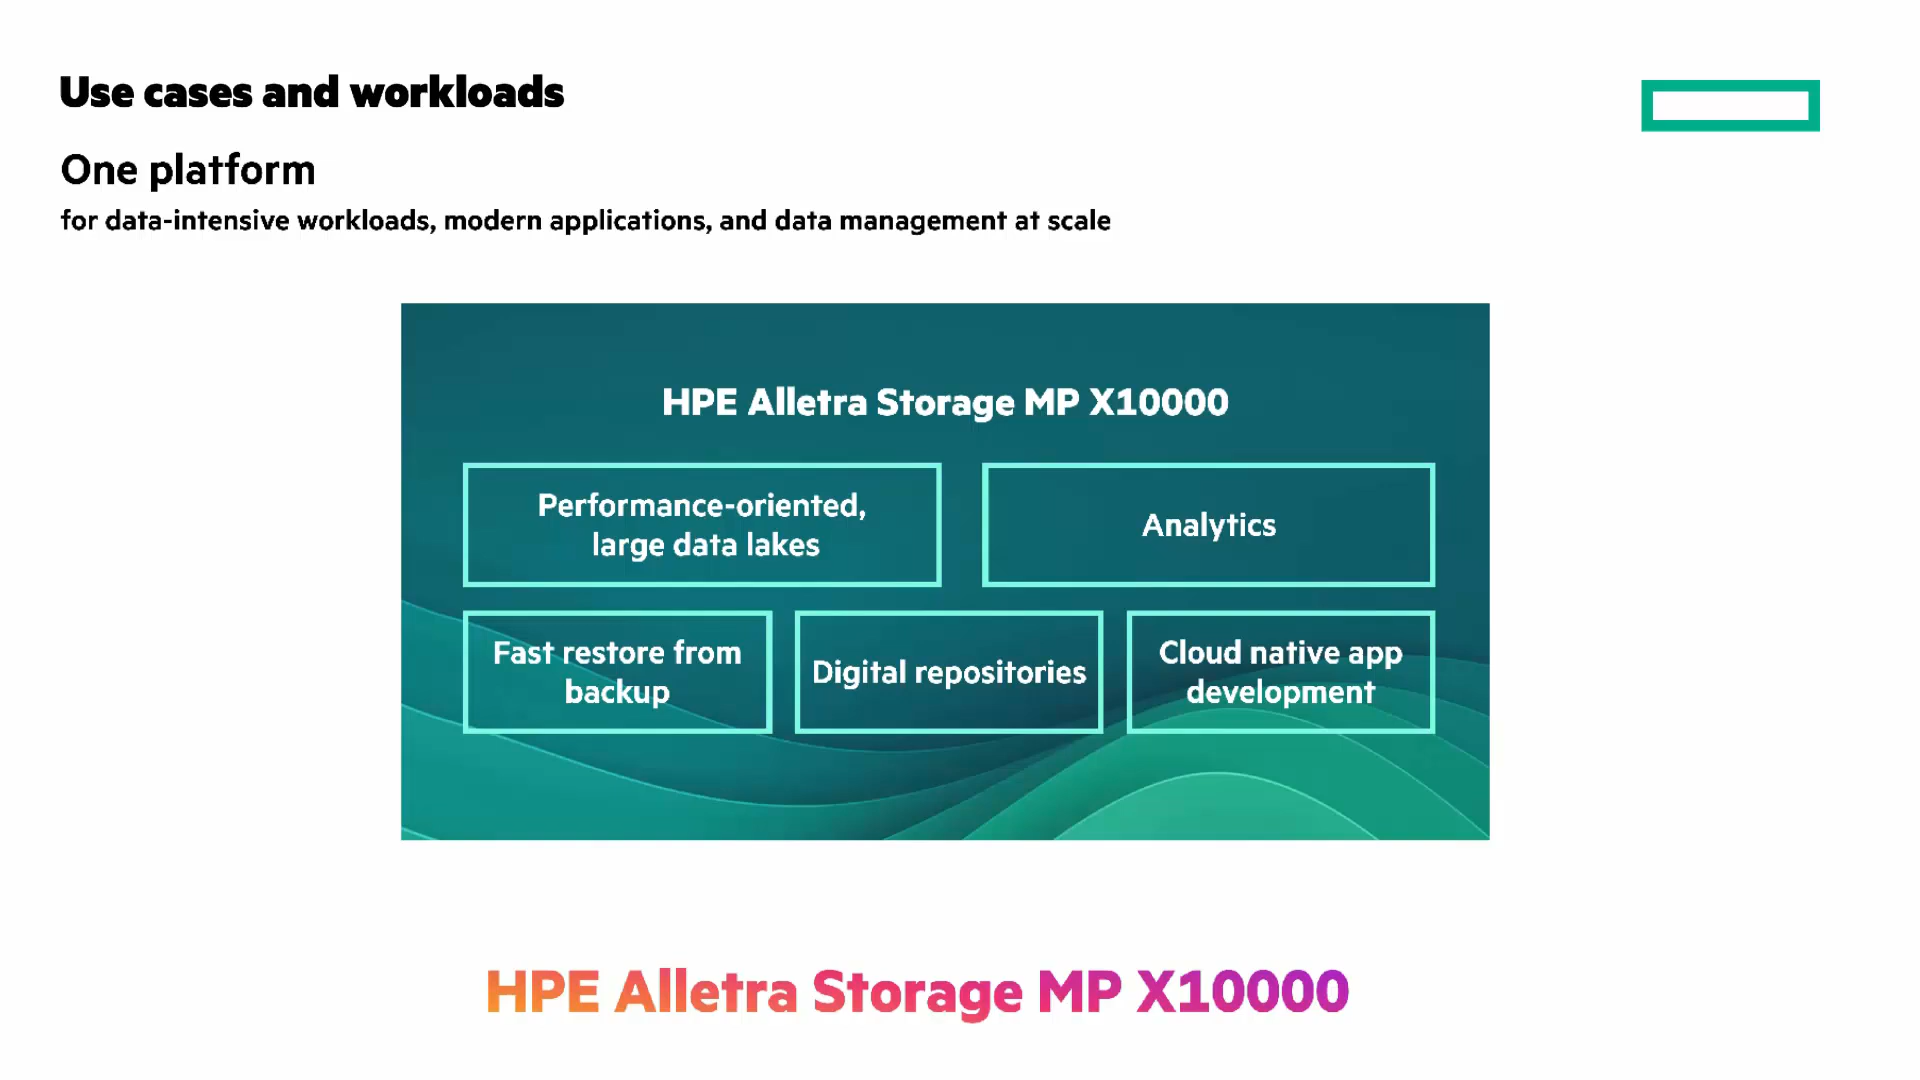 Use cases and workloads
One platform
for data-intensive workloads, modern applications, and data management at scale
HPE Alletra Storage MP X10000
Performance-oriented,
large data lakes
Analytics
Fast restore from
backup
Digital repositories
Cloud native app
development
HPE Alletra Storage MP X10000